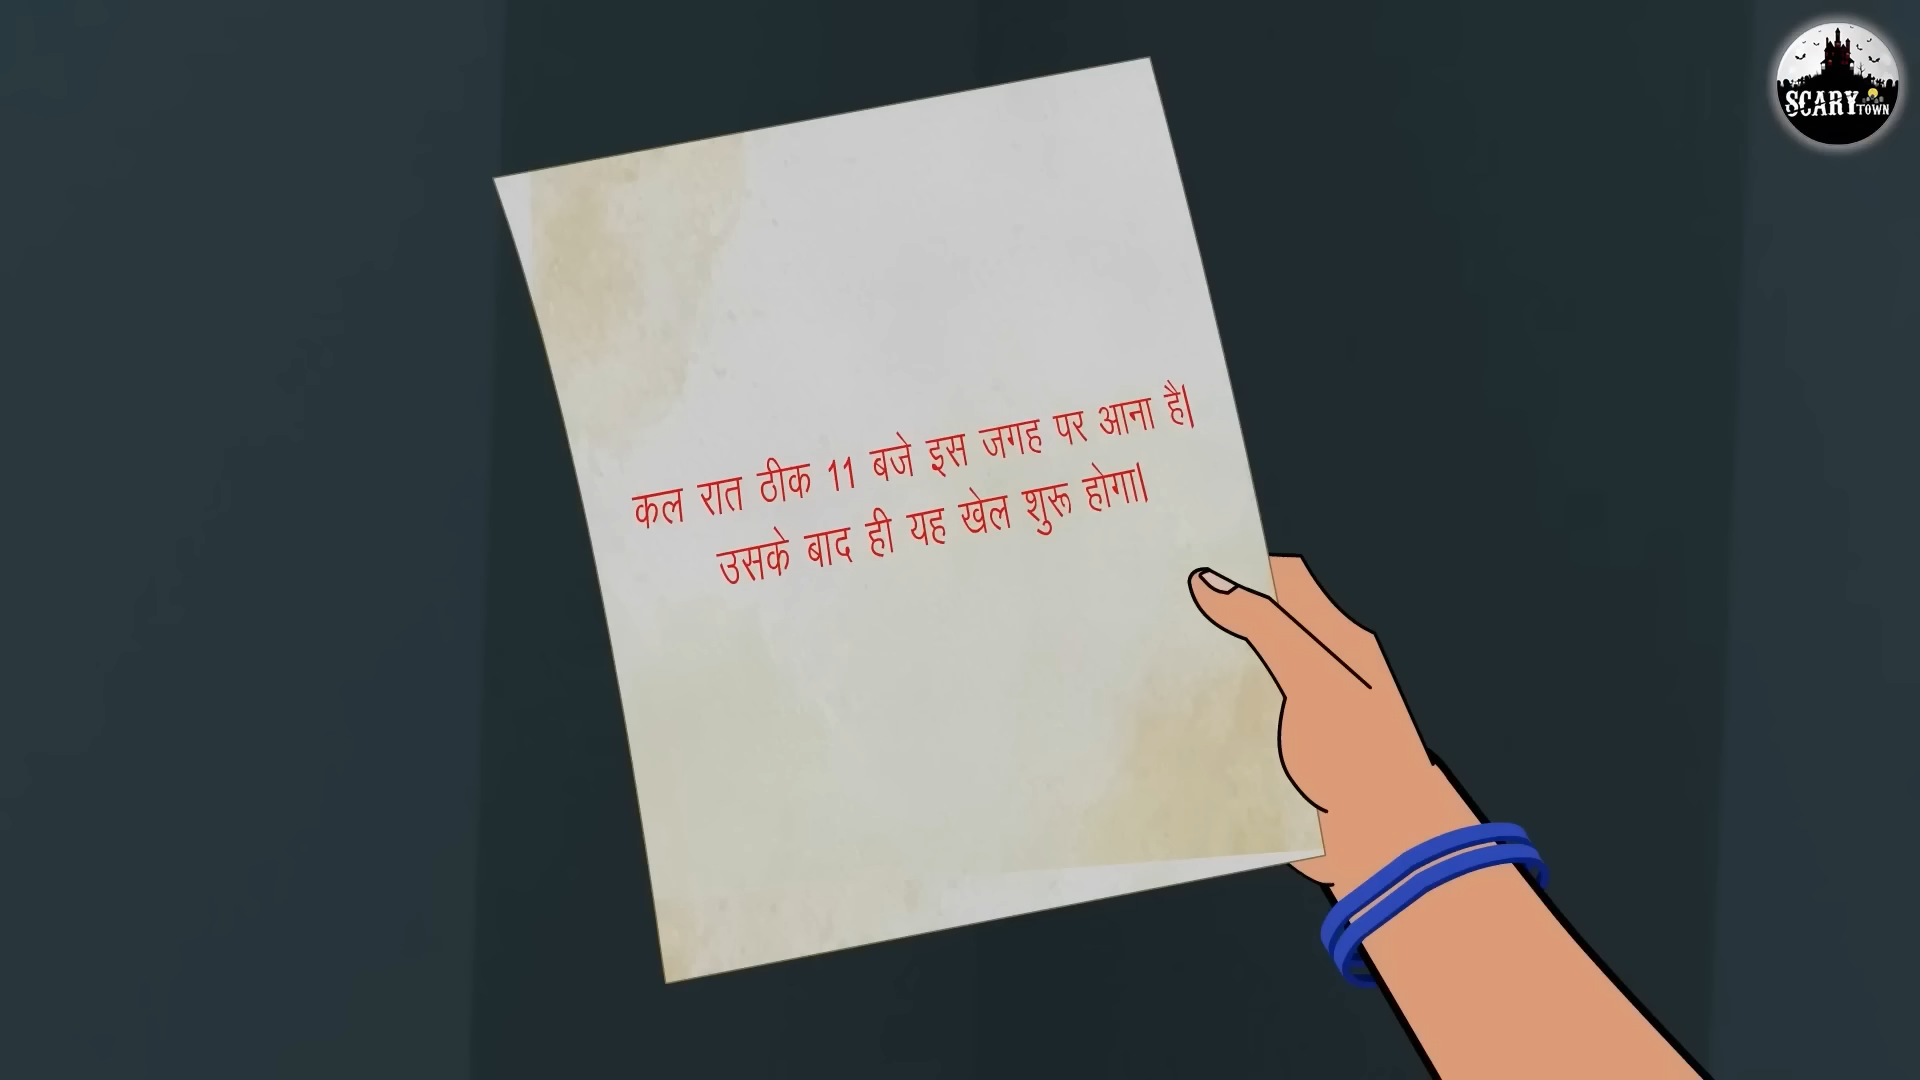 SCARY TOWN
कल रात ठीक 11 बजे इस जगह पर आना है|
उसके बाद ही यह खेल शुरू होगा|